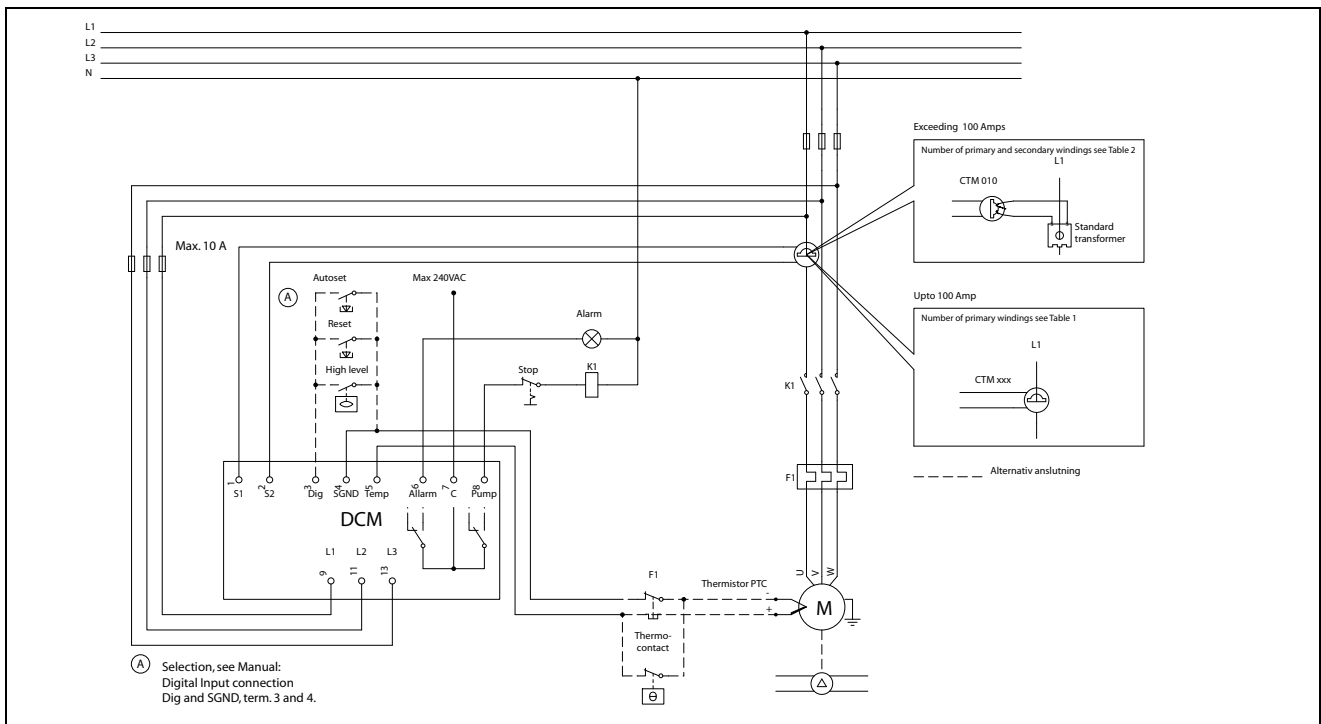 L1
L2
L3
N
Exceeding 100 Amps
Number of primary and secondary windings see Table 2
L1
CTM 010
Standard
transformer
Max. 10 A
Autoset
Max 240VAC
A
Reset
Alarm
High level
Stop
K1
Upto 100 Amp
Number of primary windings see Table 1
L1
CTM xxx
K1
F1
Alternativ anslutning
1
2
3
4
5
6
7
8
S1
S2
Dig
SGND
Temp
Allarm
C
Pump
DCM
L1
L2
L3
9
11
13
F1
Thermistor PTC
-
+
U
V
W
M
Thermo-
contact
θ
A
Selection, see Manual:
Digital Input connection
Dig and SGND, term. 3 and 4.